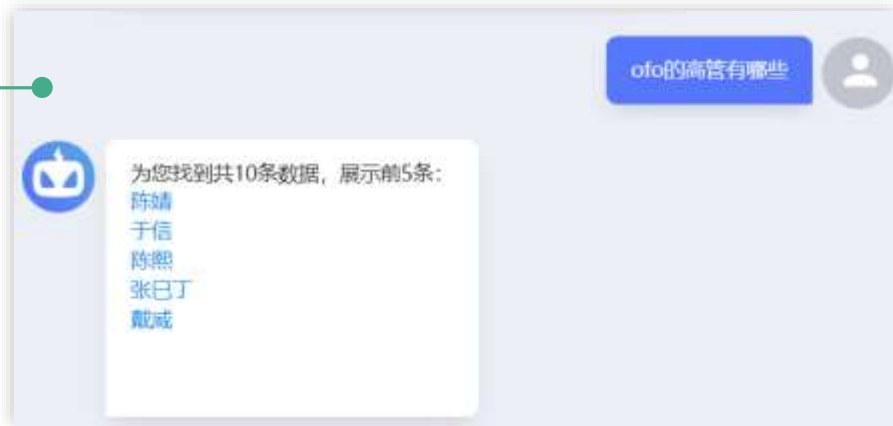 ofo的高管有哪些
为您找到共10条数据，展示前5条：
陈婧
于信
陈熙
张巳丁
戴威